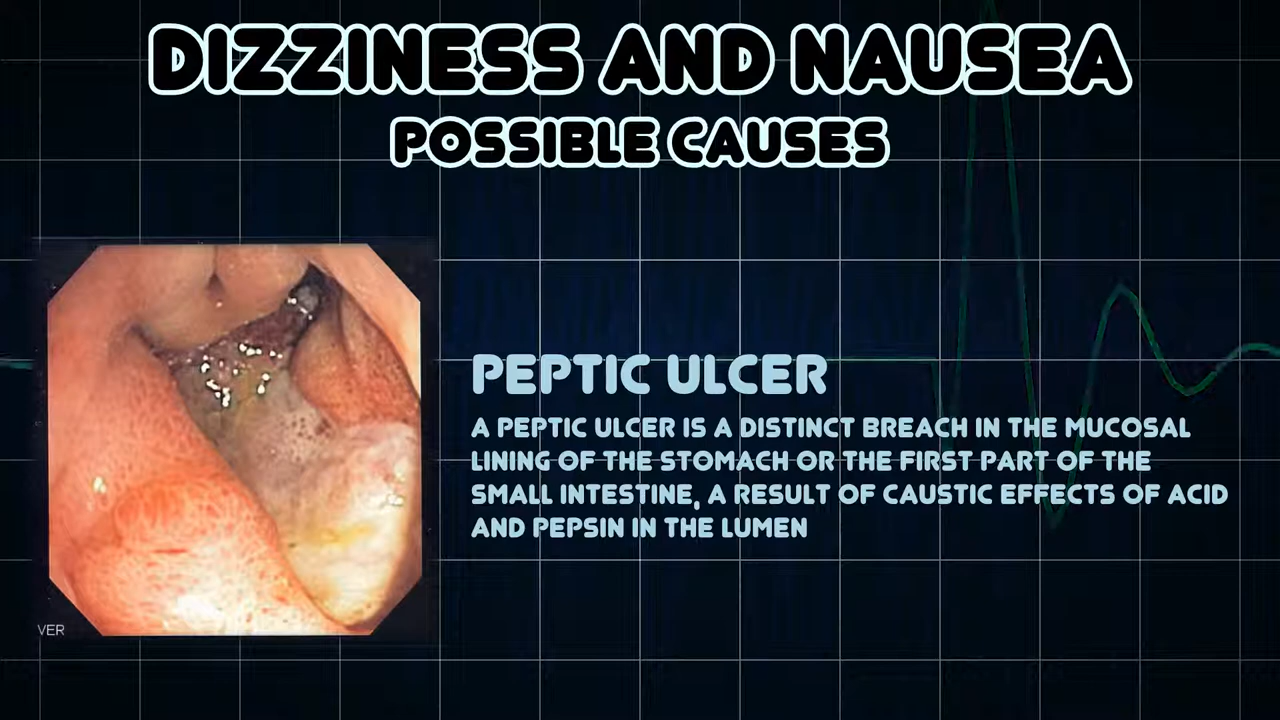 DIZZINESS AND NAUSEA
POSSIBLE CAUSES
PEPTIC ULCER
A PEPTIC ULCER IS A DISTINCT BREACH IN THE MUCOSAL
LINING OF THE STOMACH OR THE FIRST PART OF THE
SMALL INTESTINE, A RESULT OF CAUSTIC EFFECTS OF ACID
AND PEPSIN IN THE LUMEN
VER